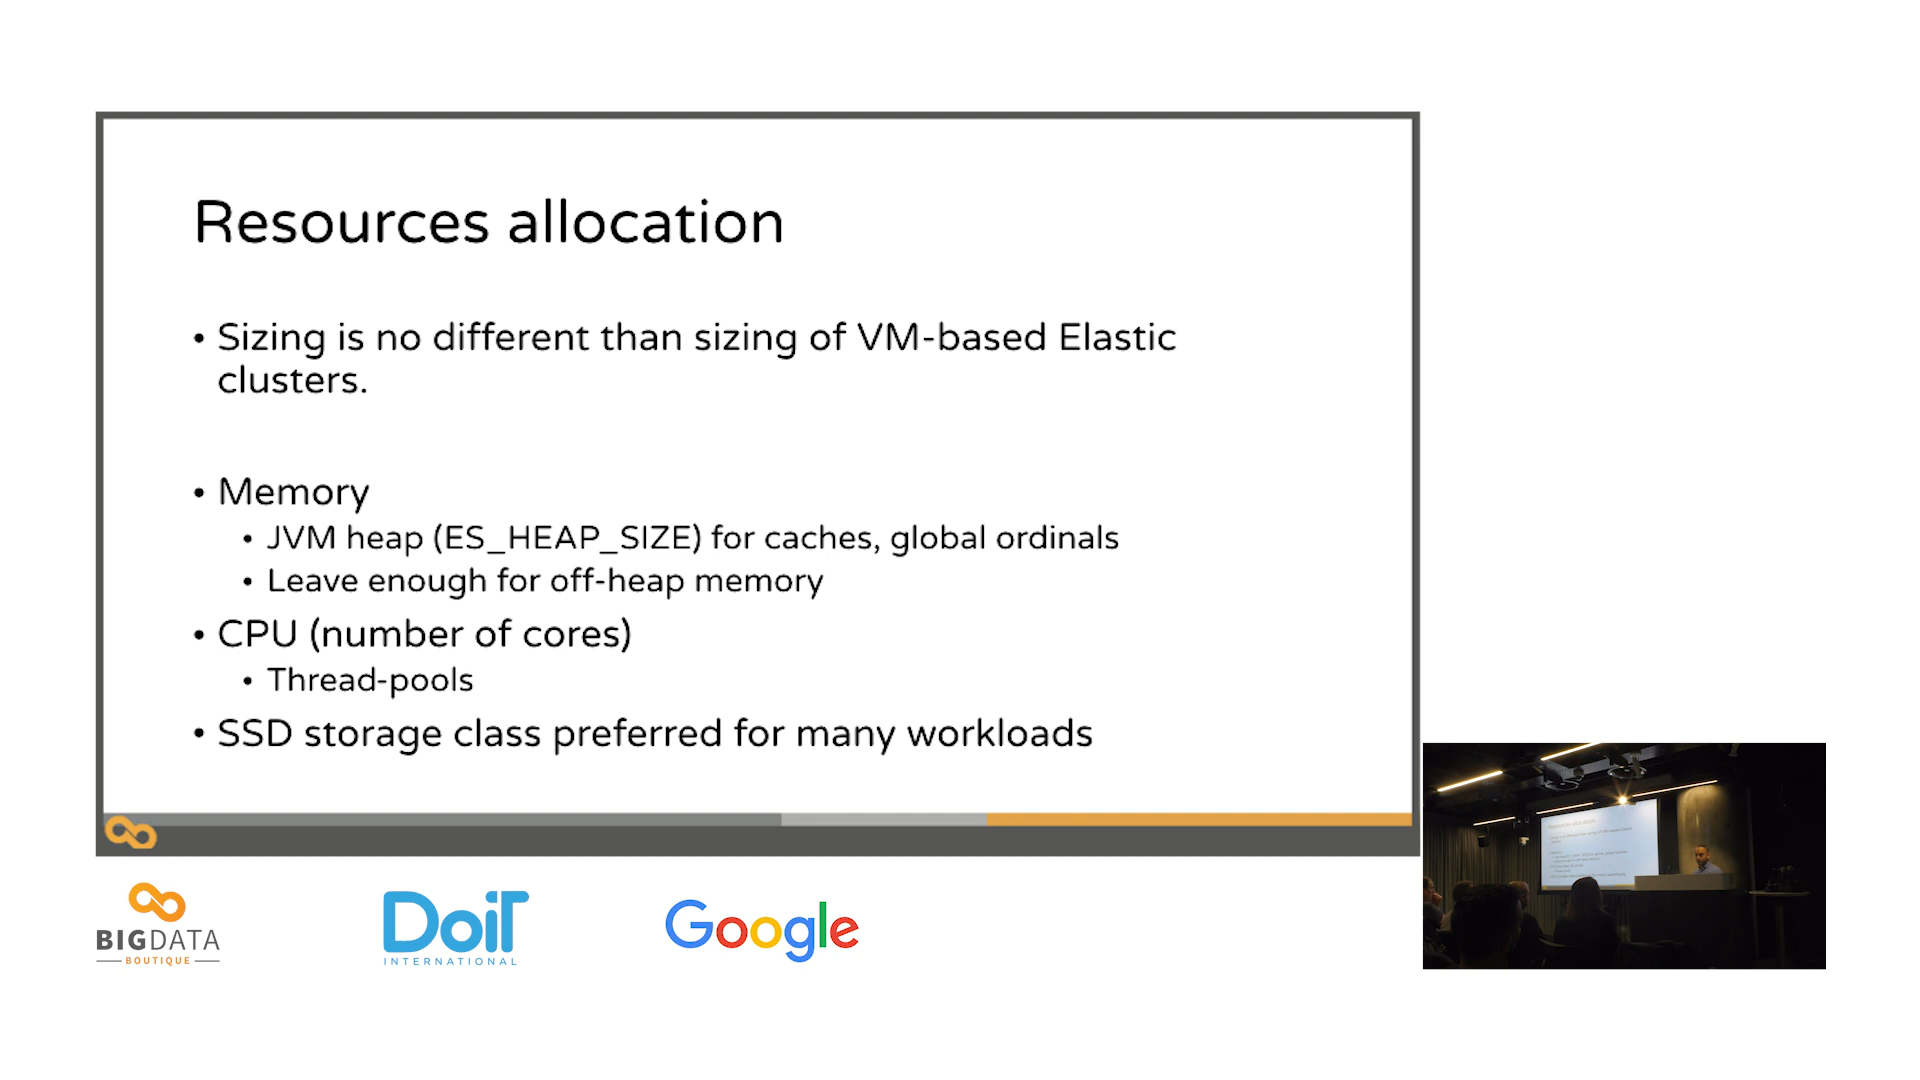 Resources allocation
• Sizing is no different than sizing of VM-based Elastic
clusters.
• Memory
• JVM heap (ES_HEAP_SIZE) for caches, global ordinals
• Leave enough for off-heap memory
• CPU (number of cores)
• Thread-pools
• SSD storage class preferred for many workloads
BIGDATA
BOUTIQUE
DoiT
INTERNATIONAL
Google
Resources allocation